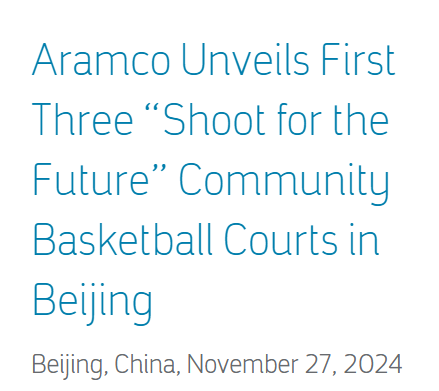 Aramco Unveils First
Three “Shoot for the
Future” Community
Basketball Courts in
Beijing
Beijing, China, November 27, 2024